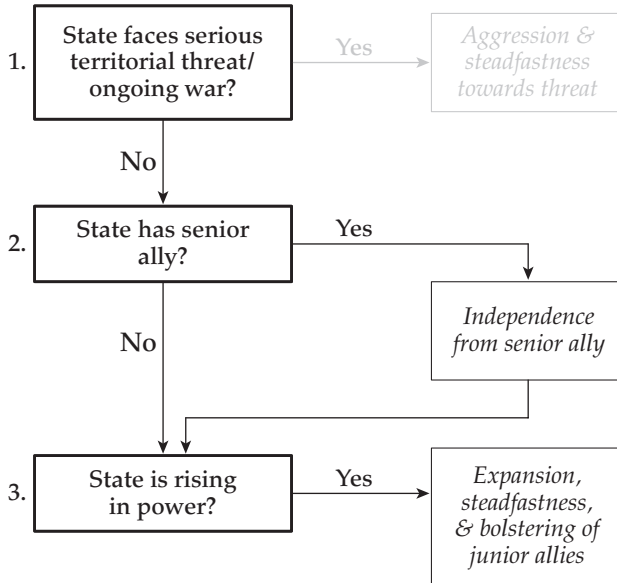 State faces serious
territorial threat/
ongoing war?
1.
Yes
Aggression &
steadfastness
towards threat
No
State has senior
ally?
2.
Yes
Independence
from senior ally
No
State is rising
in power?
3.
Yes
Expansion,
steadfastness,
& bolstering of
junior allies